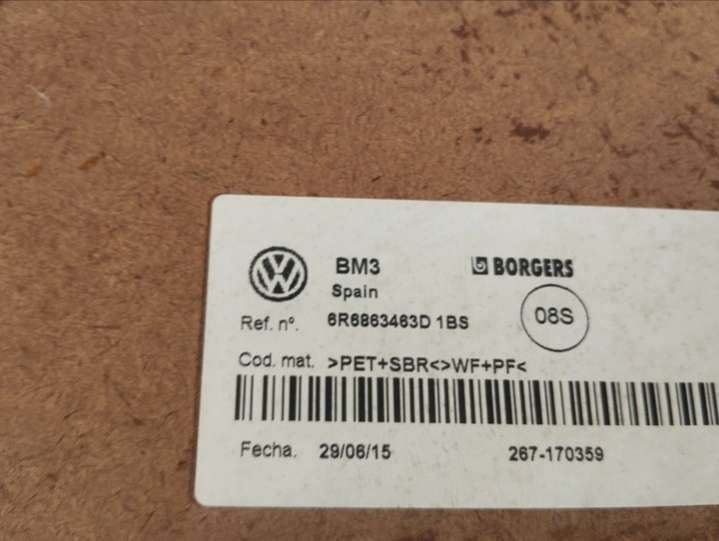 BM3 BORGERS
Spain
Ref. nº. 6R6863463D 1BS 08S
Cod. mat. >PET+SBR<>WF+PF<
Fecha. 29/06/15 267-170359